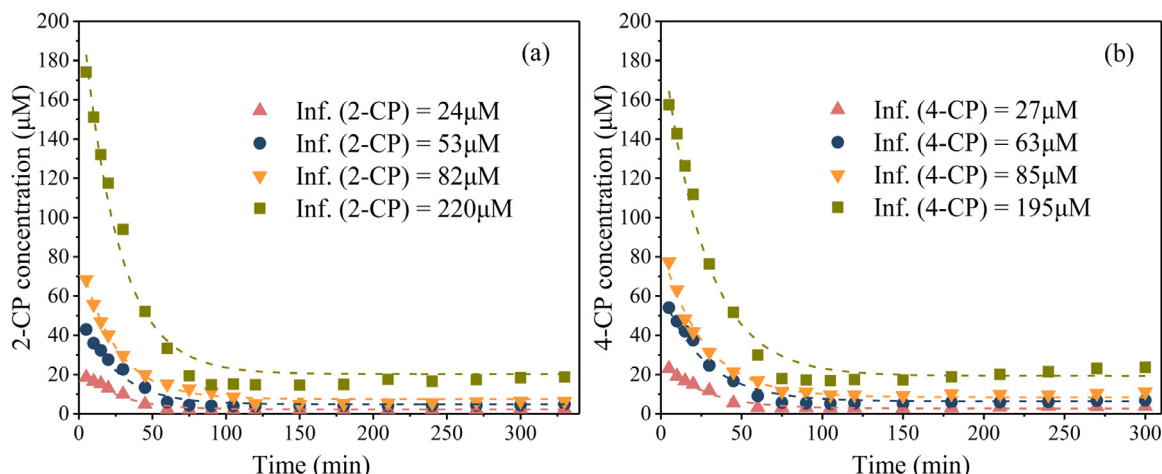 (a)
2-CP concentration (μM)
200
180
160
140
120
100
80
60
40
20
0
Inf. (2-CP) = 24μM
Inf. (2-CP) = 53μM
Inf. (2-CP) = 82μM
Inf. (2-CP) = 220μM
0 50 100 150 200 250 300
Time (min)
(b)
4-CP concentration (μM)
200
180
160
140
120
100
80
60
40
20
0
Inf. (4-CP) = 27μM
Inf. (4-CP) = 63μM
Inf. (4-CP) = 85μM
Inf. (4-CP) = 195μM
0 50 100 150 200 250 300
Time (min)